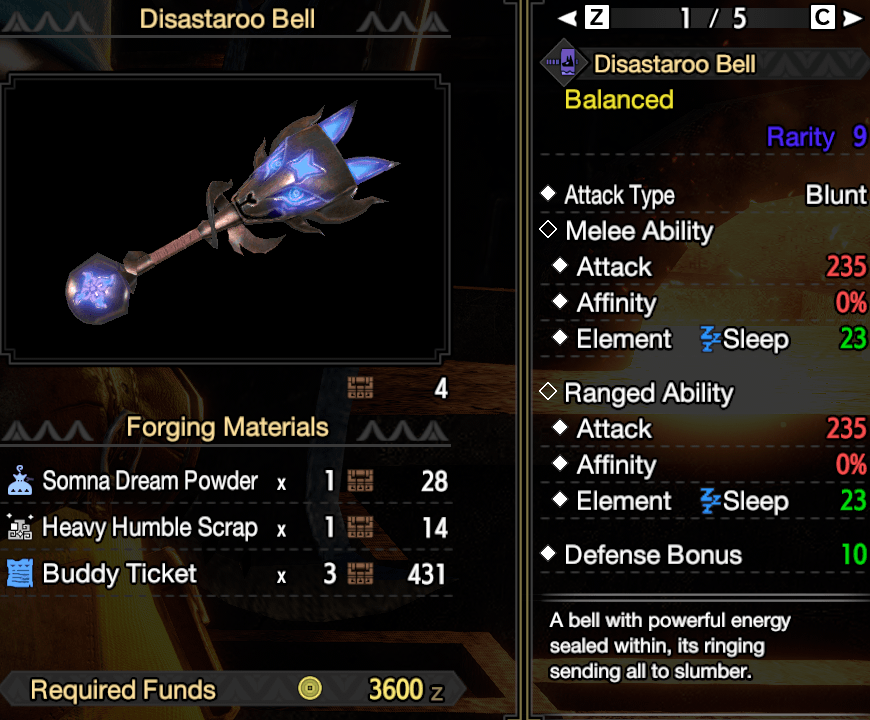 Disastaroo Bell
4
Forging Materials
Somna Dream Powder x 1 28
Heavy Humble Scrap x 1 14
Buddy Ticket x 3 431
Required Funds 3600 z
Z 1 / 5 C
Disastaroo Bell
Balanced
Rarity 9
Attack Type Blunt
Melee Ability
Attack 235
Affinity 0%
Element Sleep 23
Ranged Ability
Attack 235
Affinity 0%
Element Sleep 23
Defense Bonus 10
A bell with powerful energy
sealed within, its ringing
sending all to slumber.